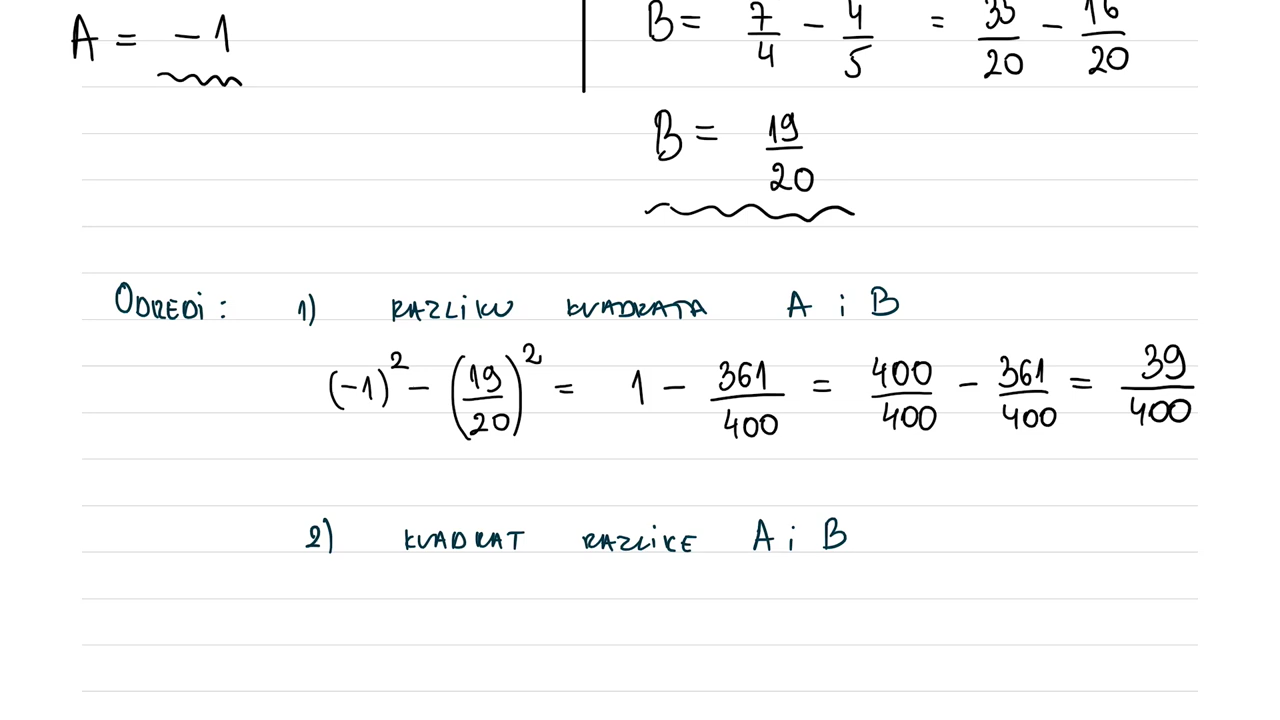 A = -1
B = 7/4 - 4/5 = 35/20 - 16/20
B = 19/20
ODREDi : 1) RAZLiKU KVADRATA A i B
(-1)² - (19/20)² = 1 - 361/400 = 400/400 - 361/400 = 39/400
2) KVADRAT RAZLiKE A i B